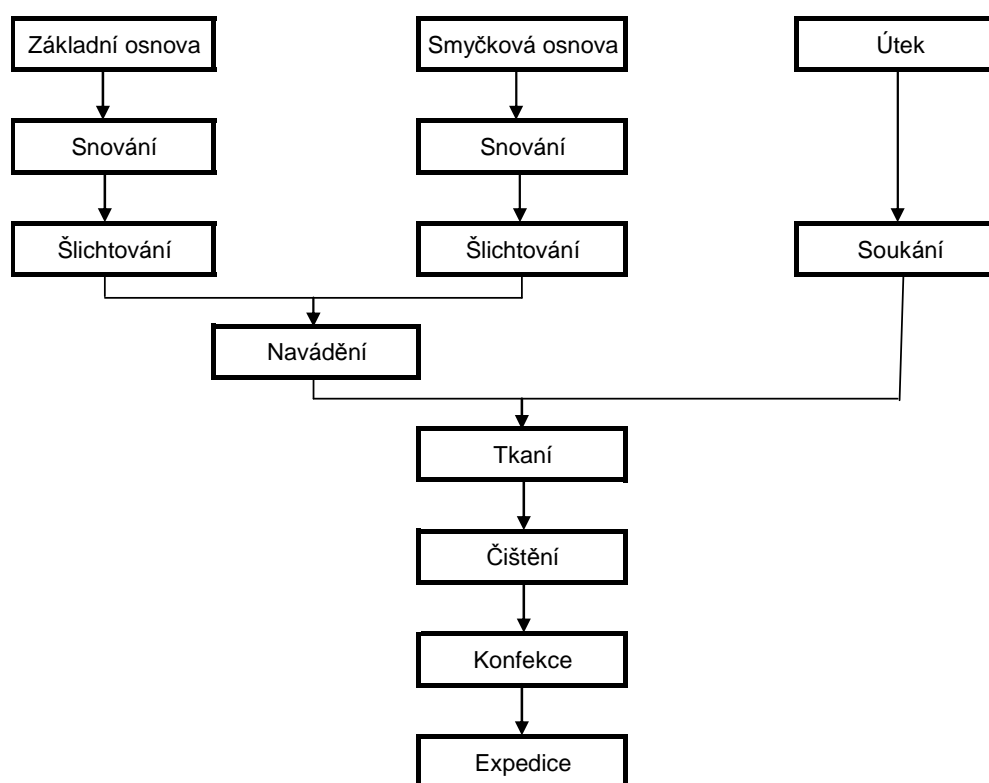 Základní osnova
Smyčková osnova
Útek
Snování
Snování
Šlichtování
Šlichtování
Soukání
Navádění
Tkaní
Čištění
Konfekce
Expedice